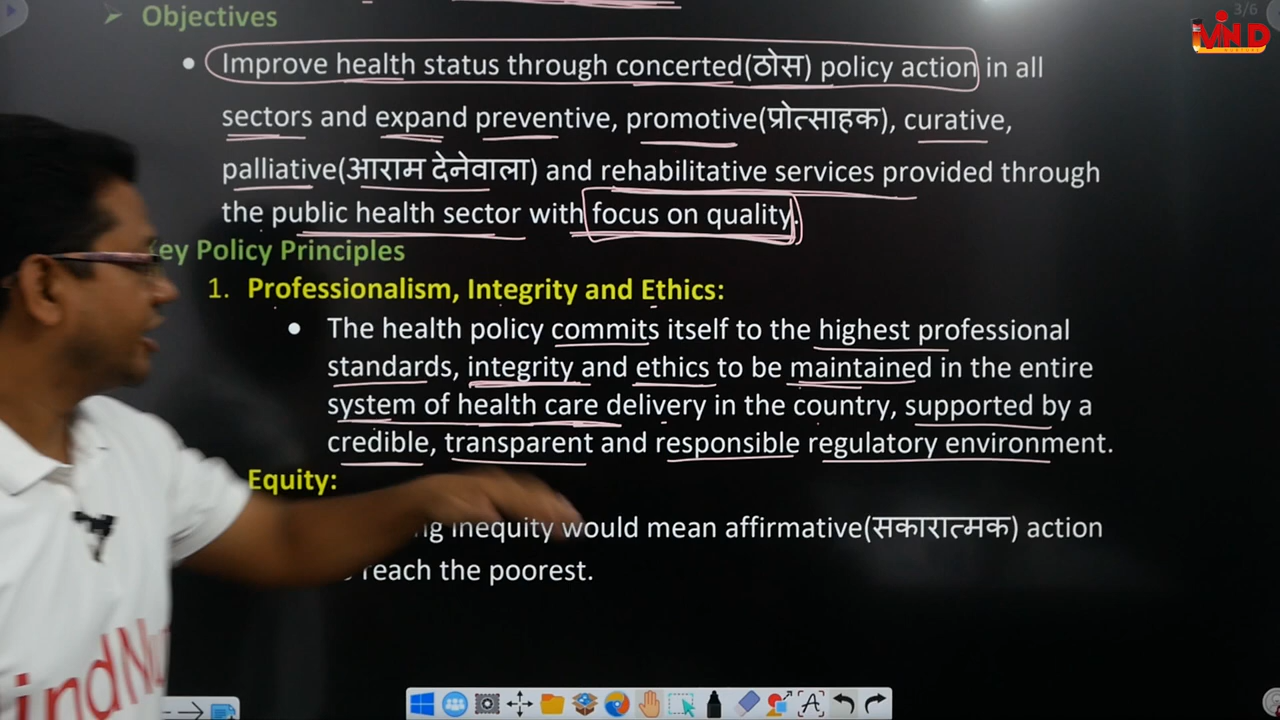 3/6
MIND
➢ Objectives
• Improve health status through concerted(ठोस) policy action in all
sectors and expand preventive, promotive(प्रोत्साहक), curative,
palliative(आराम देनेवाला) and rehabilitative services provided through
the public health sector with focus on quality.
Key Policy Principles
1. Professionalism, Integrity and Ethics:
• The health policy commits itself to the highest professional
standards, integrity and ethics to be maintained in the entire
system of health care delivery in the country, supported by a
credible, transparent and responsible regulatory environment.
Equity:
inequity would mean affirmative(सकारात्मक) action
reach the poorest.